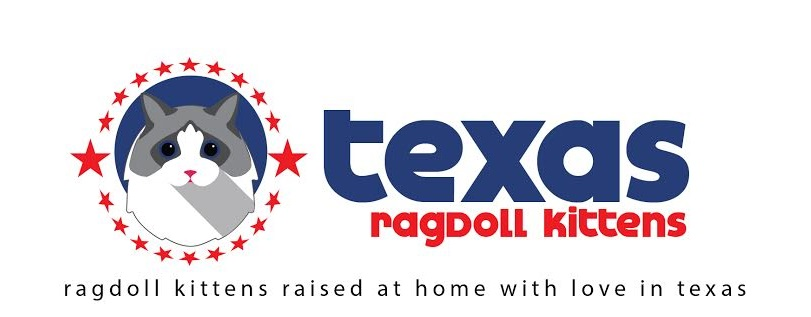 texas
ragdoll kittens
ragdoll kittens raised at home with love in texas